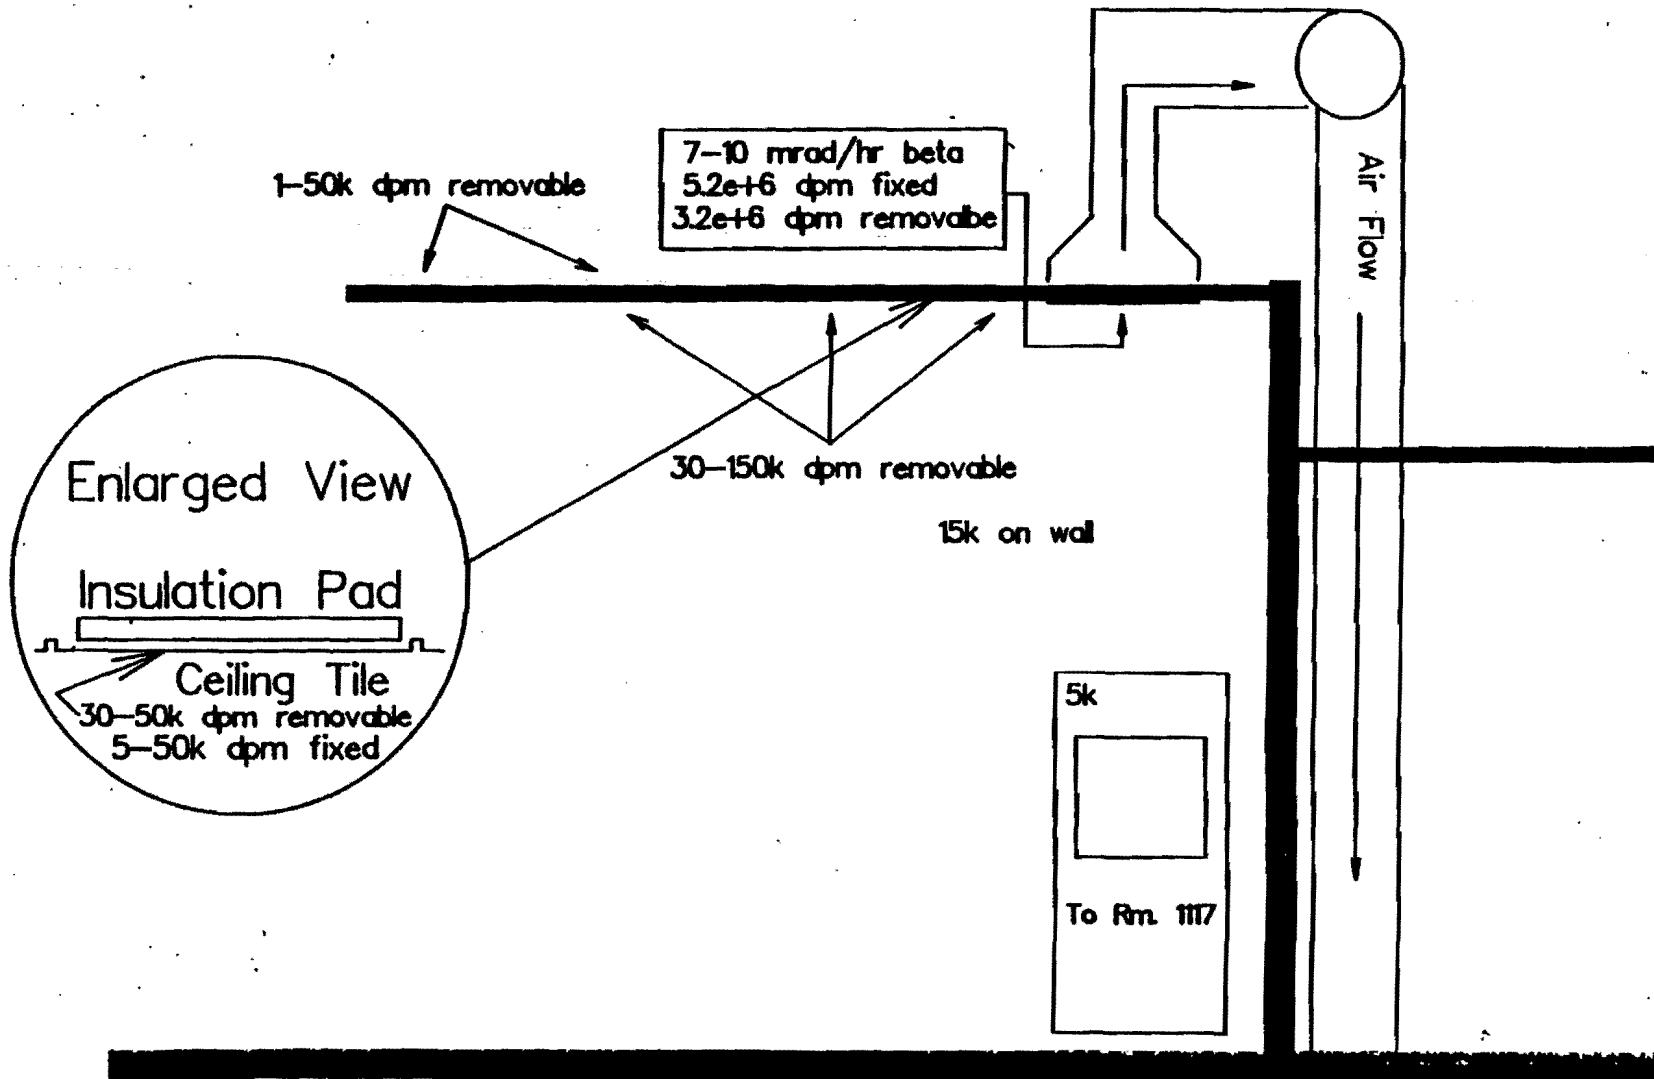 7-10 mrad/hr beta
5.2e+6 dpm fixed
3.2e+6 dpm removalbe
1-50k dpm removable
Air Flow
30-150k dpm removable
15k on wall
Enlarged View
Insulation Pad
Ceiling Tile
30-50k dpm removable
5-50k dpm fixed
5k
To Rm. 1117